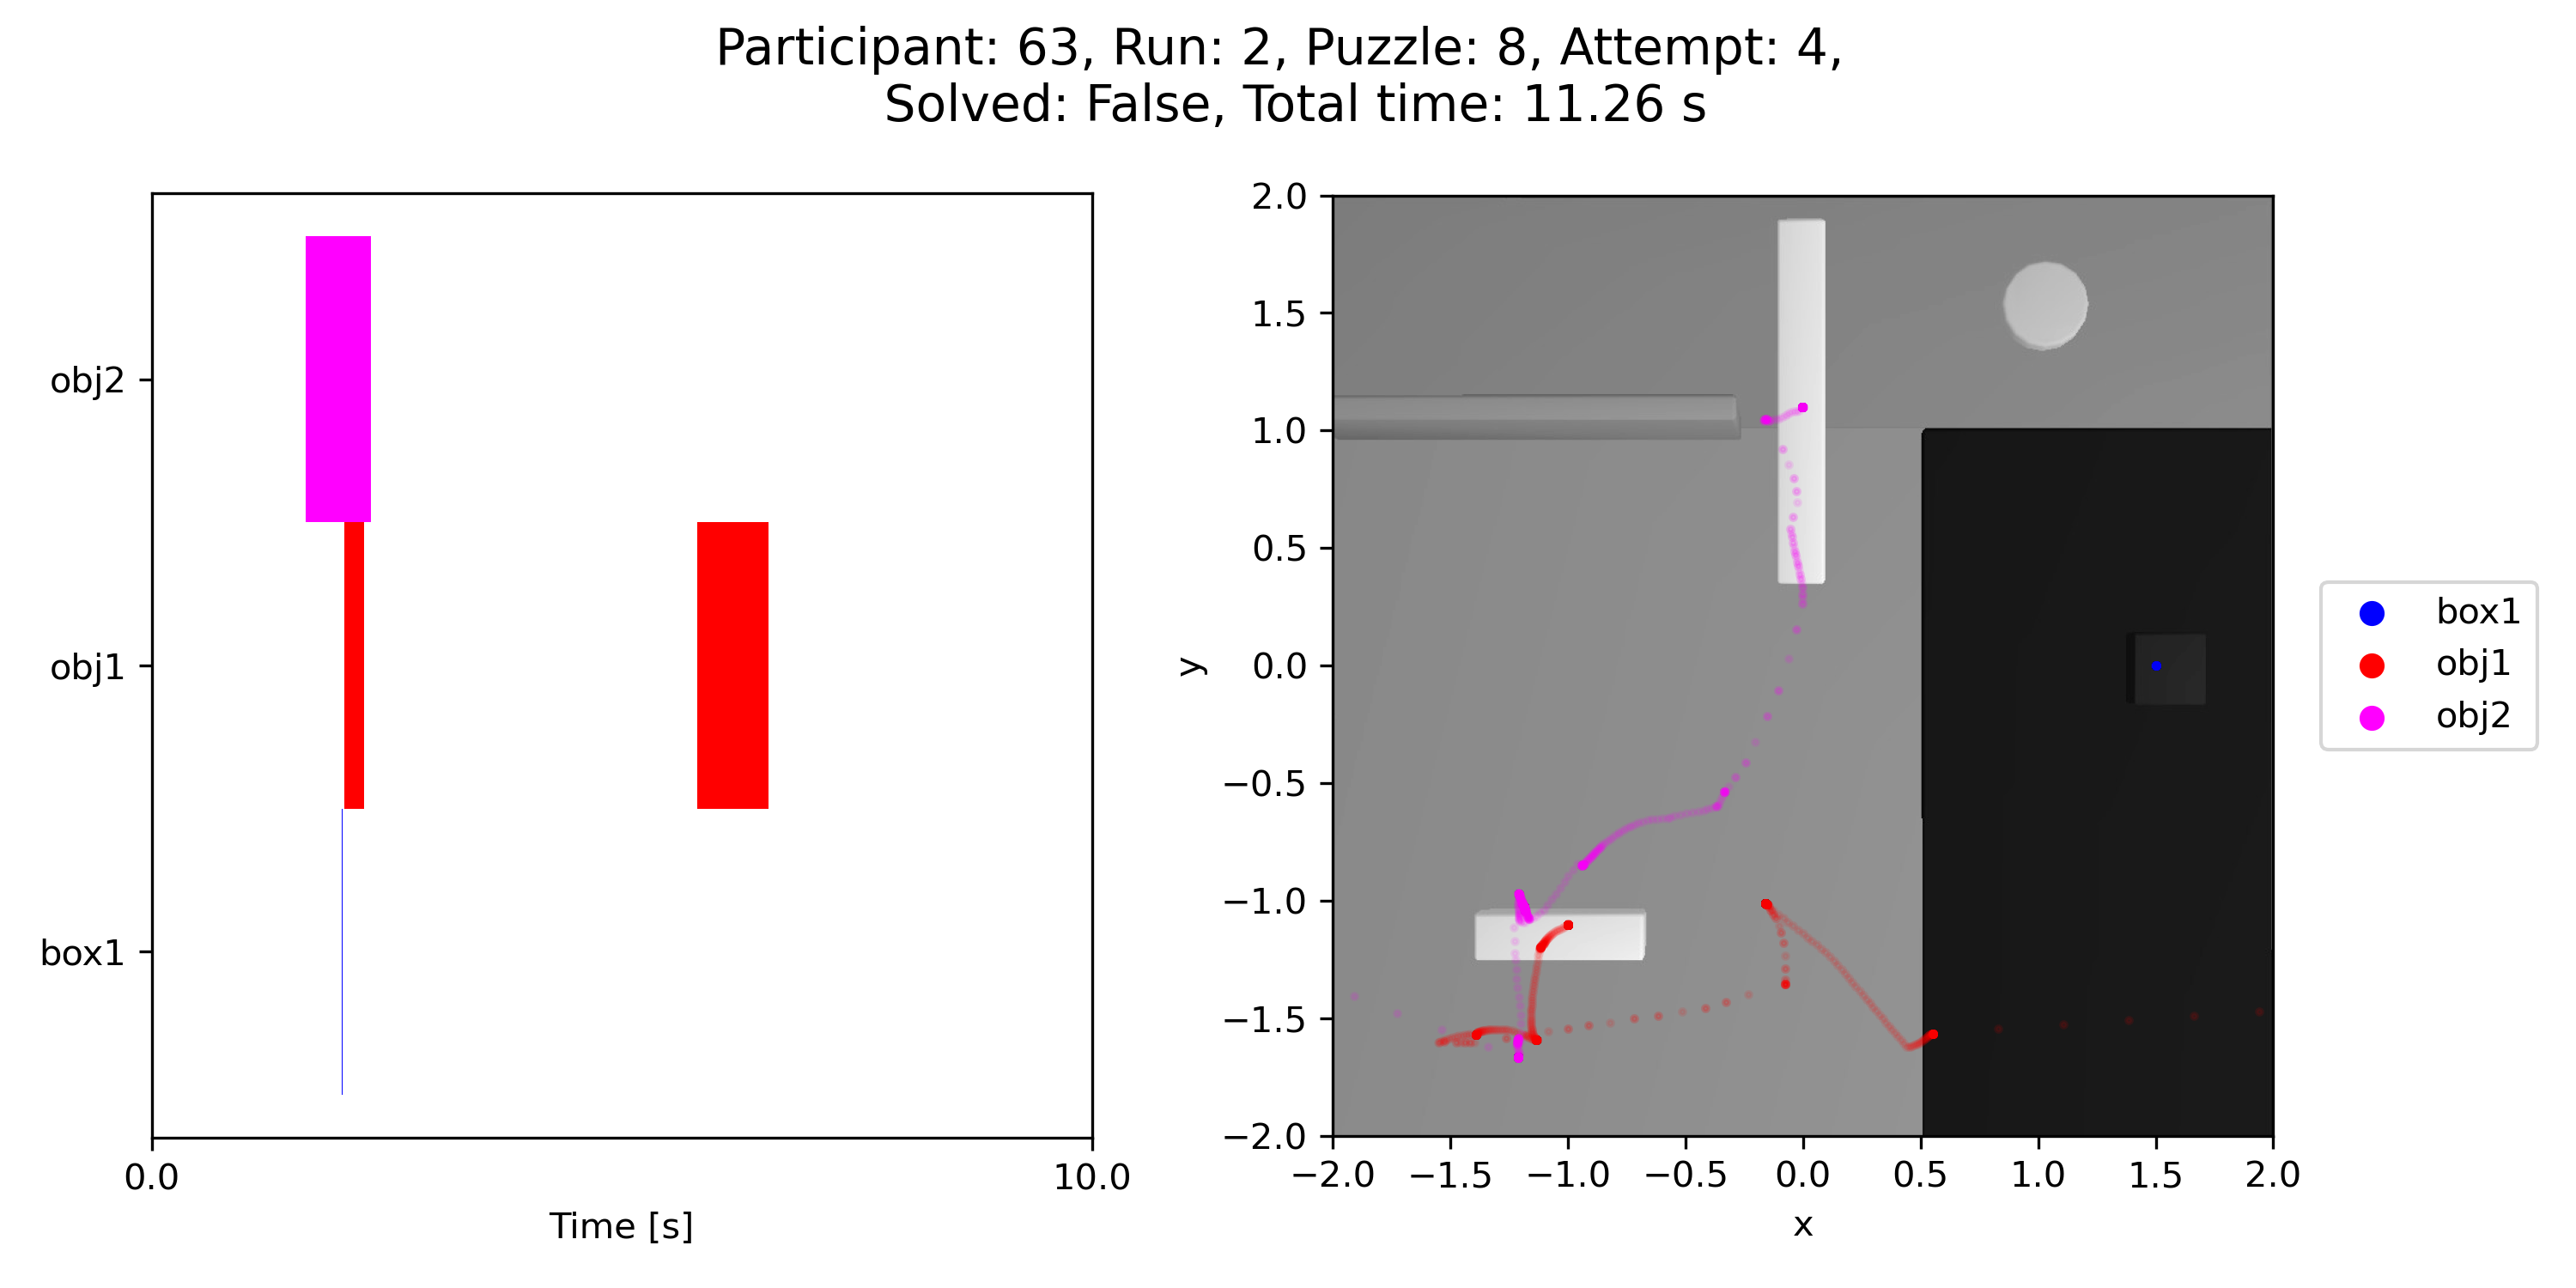 Participant: 63, Run: 2, Puzzle: 8, Attempt: 4,
Solved: False, Total time: 11.26 s
obj2
obj1
box1
0.0
10.0
Time [s]
2.0
1.5
1.0
0.5
0.0
−0.5
−1.0
−1.5
−2.0
y
−2.0
−1.5
−1.0
−0.5
0.0
0.5
1.0
1.5
2.0
x
box1
obj1
obj2